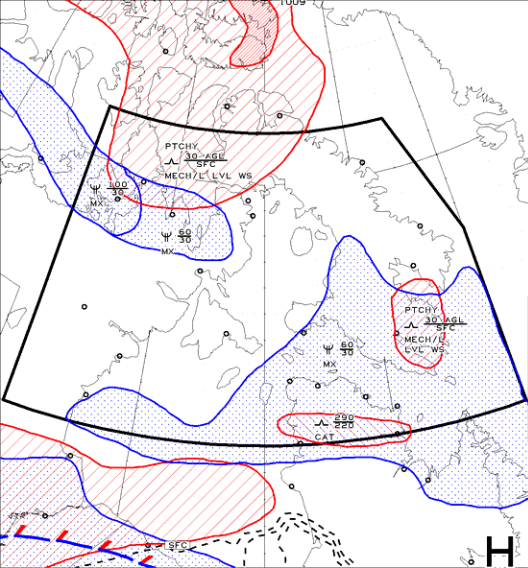 1009
PTCHY
30-AGL
SFC
MECH/L LVL WS
100
30
MX
60
30
MX
PTCHY
30-AGL
SFC
MECH/L
LVL WS
60
30
MX
290
220
CAT
SFC
H